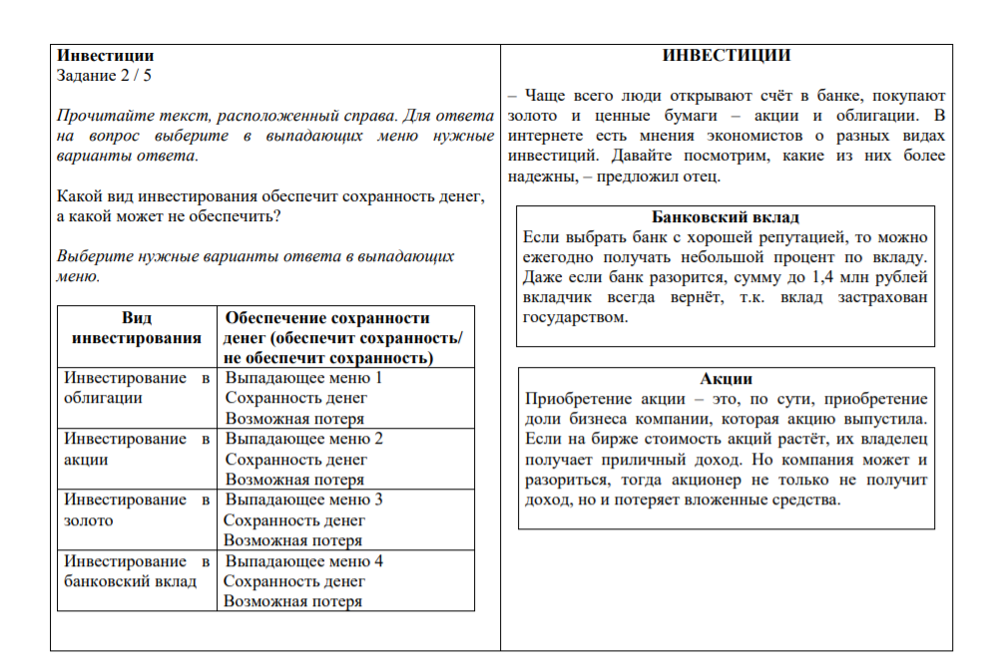 Инвестиции
Задание 2 / 5
Прочитайте текст, расположенный справа. Для ответа
на вопрос выберите в выпадающих меню нужные
варианты ответа.
Какой вид инвестирования обеспечит сохранность денег,
а какой может не обеспечить?
Выберите нужные варианты ответа в выпадающих
меню.
Вид
инвестирования
Обеспечение сохранности
денег (обеспечит сохранность/
не обеспечит сохранность)
Инвестирование в
облигации
Выпадающее меню 1
Сохранность денег
Возможная потеря
Инвестирование в
акции
Выпадающее меню 2
Сохранность денег
Возможная потеря
Инвестирование в
золото
Выпадающее меню 3
Сохранность денег
Возможная потеря
Инвестирование в
банковский вклад
Выпадающее меню 4
Сохранность денег
Возможная потеря
ИНВЕСТИЦИИ
– Чаще всего люди открывают счёт в банке, покупают
золото и ценные бумаги – акции и облигации. В
интернете есть мнения экономистов о разных видах
инвестиций. Давайте посмотрим, какие из них более
надежны, – предложил отец.
Банковский вклад
Если выбрать банк с хорошей репутацией, то можно
ежегодно получать небольшой процент по вкладу.
Даже если банк разорится, сумму до 1,4 млн рублей
вкладчик всегда вернёт, т.к. вклад застрахован
государством.
Акции
Приобретение акции – это, по сути, приобретение
доли бизнеса компании, которая акцию выпустила.
Если на бирже стоимость акций растёт, их владелец
получает приличный доход. Но компания может и
разориться, тогда акционер не только не получит
доход, но и потеряет вложенные средства.